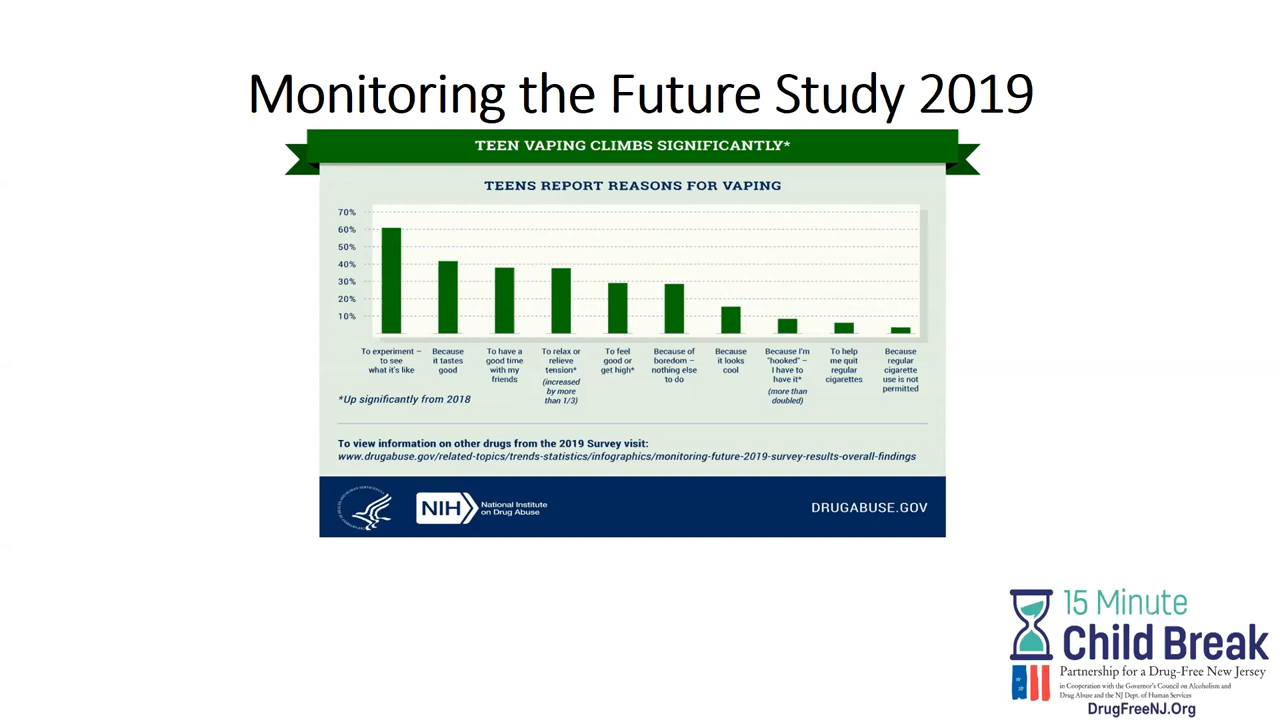 Monitoring the Future Study 2019
TEEN VAPING CLIMBS SIGNIFICANTLY*
TEENS REPORT REASONS FOR VAPING
70%
60%
50%
40%
30%
20%
10%
To experiment –
to see
what it's like
Because
it tastes
good
To have a
good time
with my
friends
To relax or
relieve
tension*
(increased
by more
than 1/3)
To feel
good or
get high*
Because of
boredom –
nothing else
to do
Because
it looks
cool
Because I'm
"hooked" –
I have to
have it*
(more than
doubled)
To help
me quit
regular
cigarettes
Because
regular
cigarette
use is not
permitted
*Up significantly from 2018
To view information on other drugs from the 2019 Survey visit:
www.drugabuse.gov/related-topics/trends-statistics/infographics/monitoring-future-2019-survey-results-overall-findings
NIH
National Institute
on Drug Abuse
DRUGABUSE.GOV
15 Minute
Child Break
Partnership for a Drug-Free New Jersey
in Cooperation with the Governor's Council on Alcoholism and
Drug Abuse and the NJ Dept. of Human Services
DrugFreeNJ.Org